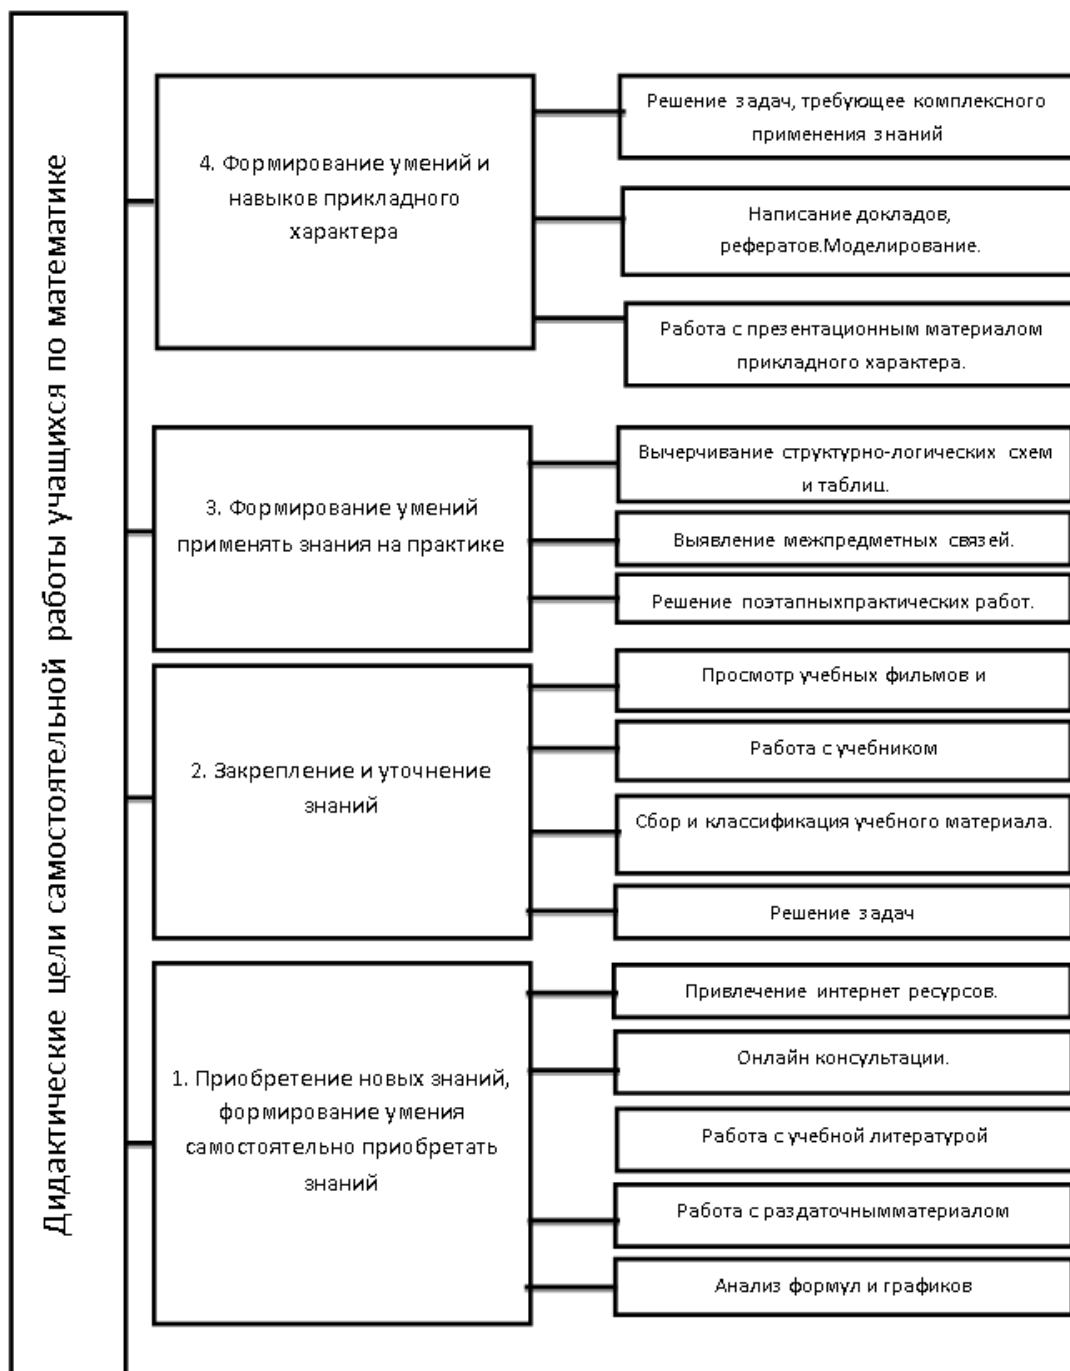 Дидактические цели самостоятельной работы учащихся по математике
4. Формирование умений и
навыков прикладного
характера
Решение задач, требующее комплексного
применения знаний
Написание докладов,
рефератов.Моделирование.
Работа с презентационным материалом
прикладного характера.
3. Формирование умений
применять знания на практике
Вычерчивание структурно-логических схем
и таблиц.
Выявление межпредметных связей.
Решение поэтапныхпрактических работ.
2. Закрепление и уточнение
знаний
Просмотр учебных фильмов и
Работа с учебником
Сбор и классификация учебного материала.
Решение задач
1. Приобретение новых знаний,
формирование умения
самостоятельно приобретать
знаний
Привлечение интернет ресурсов.
Онлайн консультации.
Работа с учебной литературой
Работа с раздаточнымматериалом
Анализ формул и графиков